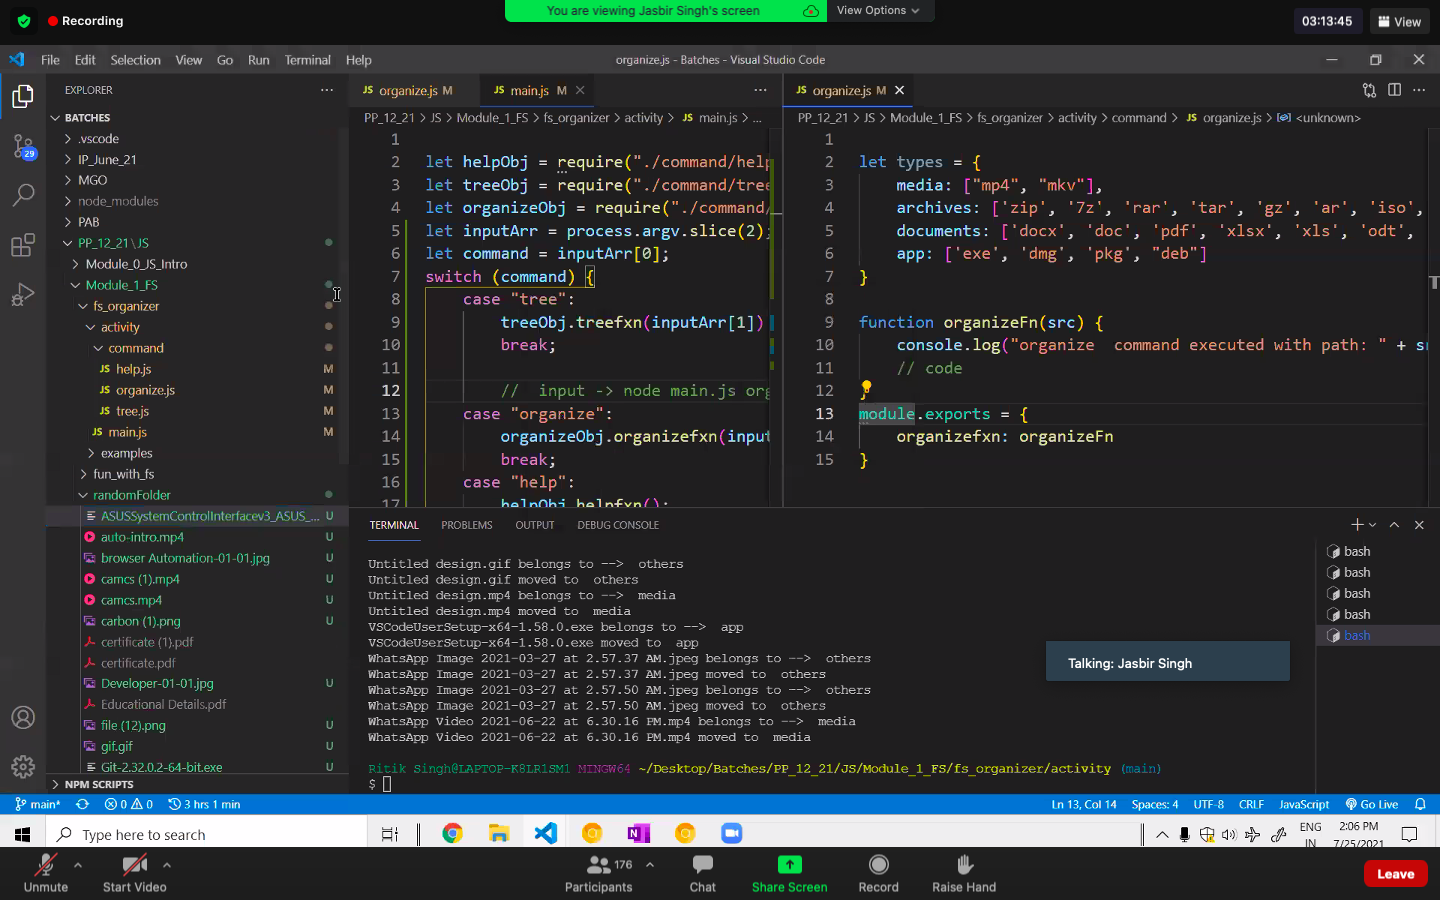 Recording
You are viewing Jasbir Singh's screen
View Options
03:13:45
View
File Edit Selection View Go Run Terminal Help
organize.js - Batches - Visual Studio Code
EXPLORER
BATCHES
.vscode
IP_June_21
MGO
node_modules
PAB
PP_12_21\JS
Module_0_JS_Intro
Module_1_FS
fs_organizer
activity
command
help.js M
organize.js M
tree.js M
main.js M
examples
fun_with_fs
randomFolder
ASUSSystemControlInterfacev3_ASUS_... U
auto-intro.mp4 U
browser Automation-01-01.jpg U
camcs (1).mp4 U
camcs.mp4 U
carbon (1).png U
certificate (1).pdf
certificate.pdf
Developer-01-01.jpg U
Educational Details.pdf
file (12).png U
gif.gif U
Git-2.32.0.2-64-bit.exe U
NPM SCRIPTS
29
JS organize.js M
JS main.js M
PP_12_21 > JS > Module_1_FS > fs_organizer > activity > JS main.js > ...
1
2 let helpObj = require("./command/help
3 let treeObj = require("./command/tree
4 let organizeObj = require("./command/
5 let inputArr = process.argv.slice(2);
6 let command = inputArr[0];
7 switch (command) {
8 case "tree":
9 treeObj.treefxn(inputArr[1])
10 break;
11
12 // input -> node main.js org
13 case "organize":
14 organizeObj.organizefxn(input
15 break;
16 case "help":
17 helpObj.helpfxn();
JS organize.js M
PP_12_21 > JS > Module_1_FS > fs_organizer > activity > command > JS organize.js > <unknown>
1
2 let types = {
3 media: ["mp4", "mkv"],
4 archives: ['zip', '7z', 'rar', 'tar', 'gz', 'ar', 'iso',
5 documents: ['docx', 'doc', 'pdf', 'xlsx', 'xls', 'odt',
6 app: ['exe', 'dmg', 'pkg', "deb"]
7 }
8
9 function organizeFn(src) {
10 console.log("organize  command executed with path: " + sr
11 // code
12 }
13 module.exports = {
14 organizefxn: organizeFn
15 }
TERMINAL PROBLEMS OUTPUT DEBUG CONSOLE
Untitled design.gif belongs to -->  others
Untitled design.gif moved to  others
Untitled design.mp4 belongs to -->  media
Untitled design.mp4 moved to  media
VSCodeUserSetup-x64-1.58.0.exe belongs to -->  app
VSCodeUserSetup-x64-1.58.0.exe moved to  app
WhatsApp Image 2021-03-27 at 2.57.37 AM.jpeg belongs to -->  others
WhatsApp Image 2021-03-27 at 2.57.37 AM.jpeg moved to  others
WhatsApp Image 2021-03-27 at 2.57.50 AM.jpeg belongs to -->  others
WhatsApp Image 2021-03-27 at 2.57.50 AM.jpeg moved to  others
WhatsApp Video 2021-06-22 at 6.30.16 PM.mp4 belongs to -->  media
WhatsApp Video 2021-06-22 at 6.30.16 PM.mp4 moved to  media
Ritik Singh@LAPTOP-K8LR1SM1 MINGW64 ~/Desktop/Batches/PP_12_21/JS/Module_1_FS/fs_organizer/activity (main)
$
bash
bash
bash
bash
bash
Talking: Jasbir Singh
main* 0 0 3 hrs 1 min
Ln 13, Col 14 Spaces: 4 UTF-8 CRLF JavaScript Go Live
Type here to search
ENG
IN
2:06 PM
7/25/2021
Unmute
Start Video
176
Participants
Chat
Share Screen
Record
Raise Hand
Leave